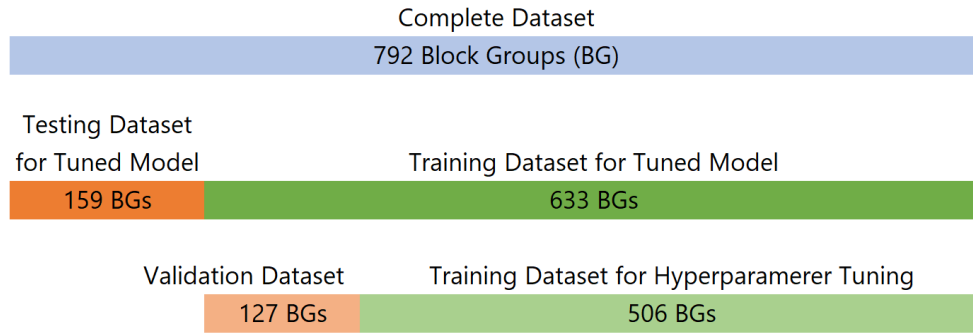 Complete Dataset
792 Block Groups (BG)
Testing Dataset
for Tuned Model
Training Dataset for Tuned Model
159 BGs
633 BGs
Validation Dataset
Training Dataset for Hyperparamerer Tuning
127 BGs
506 BGs